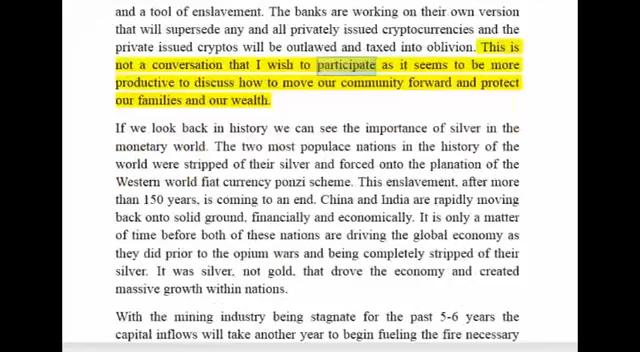 and a tool of enslavement. The banks are working on their own version
that will supersede any and all privately issued cryptocurrencies and the
private issued cryptos will be outlawed and taxed into oblivion. This is
not a conversation that I wish to participate as it seems to be more
productive to discuss how to move our community forward and protect
our families and our wealth.
If we look back in history we can see the importance of silver in the
monetary world. The two most populace nations in the history of the
world were stripped of their silver and forced onto the planation of the
Western world fiat currency ponzi scheme. This enslavement, after more
than 150 years, is coming to an end. China and India are rapidly moving
back onto solid ground, financially and economically. It is only a matter
of time before both of these nations are driving the global economy as
they did prior to the opium wars and being completely stripped of their
silver. It was silver, not gold, that drove the economy and created
massive growth within nations.
With the mining industry being stagnate for the past 5-6 years the
capital inflows will take another year to begin fueling the fire necessary